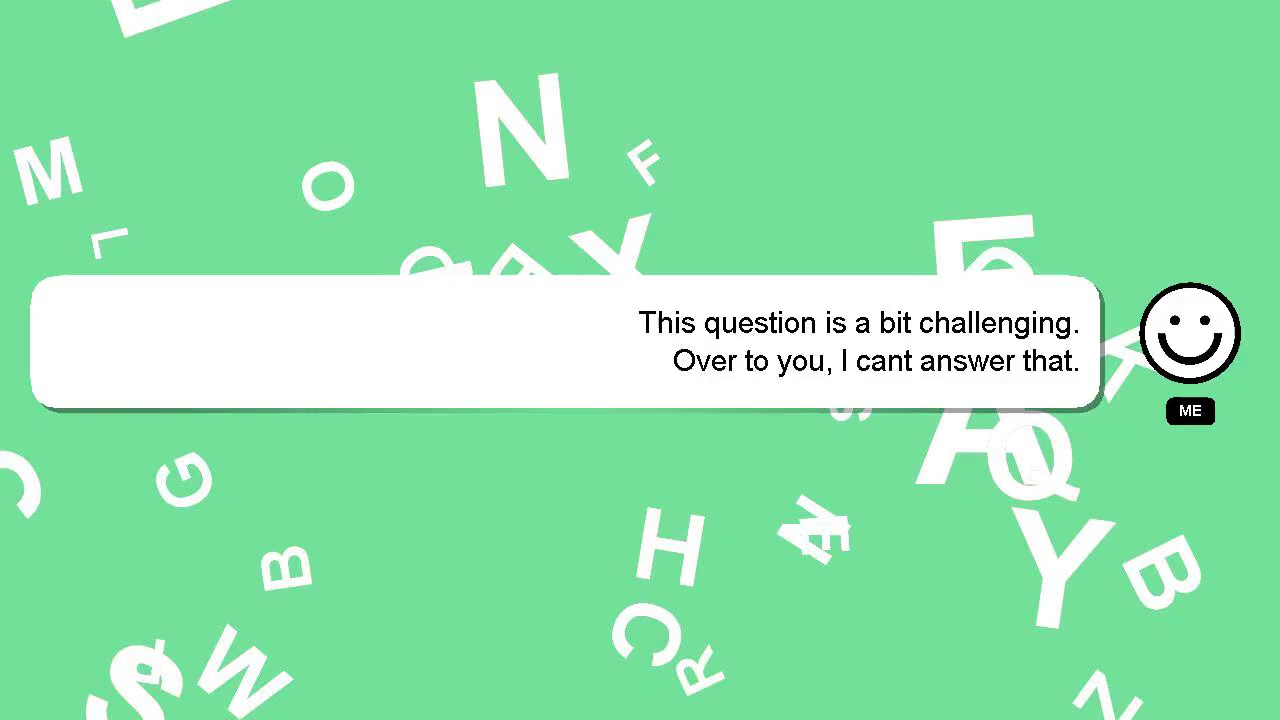 This question is a bit challenging.
Over to you, I cant answer that.
ME
N
M
O
F
L
X
K
A
Q
G
C
B
H
Y
B
C
R
W
S
Z